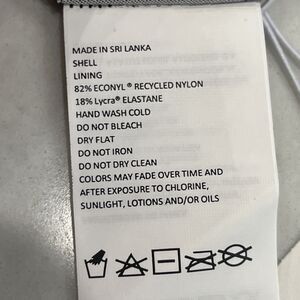 MADE IN SRI LANKA
SHELL
LINING
82% ECONYL ® RECYCLED NYLON
18% Lycra® ELASTANE
HAND WASH COLD
DO NOT BLEACH
DRY FLAT
DO NOT IRON
DO NOT DRY CLEAN
COLORS MAY FADE OVER TIME AND
AFTER EXPOSURE TO CHLORINE,
SUNLIGHT, LOTIONS AND/OR OILS